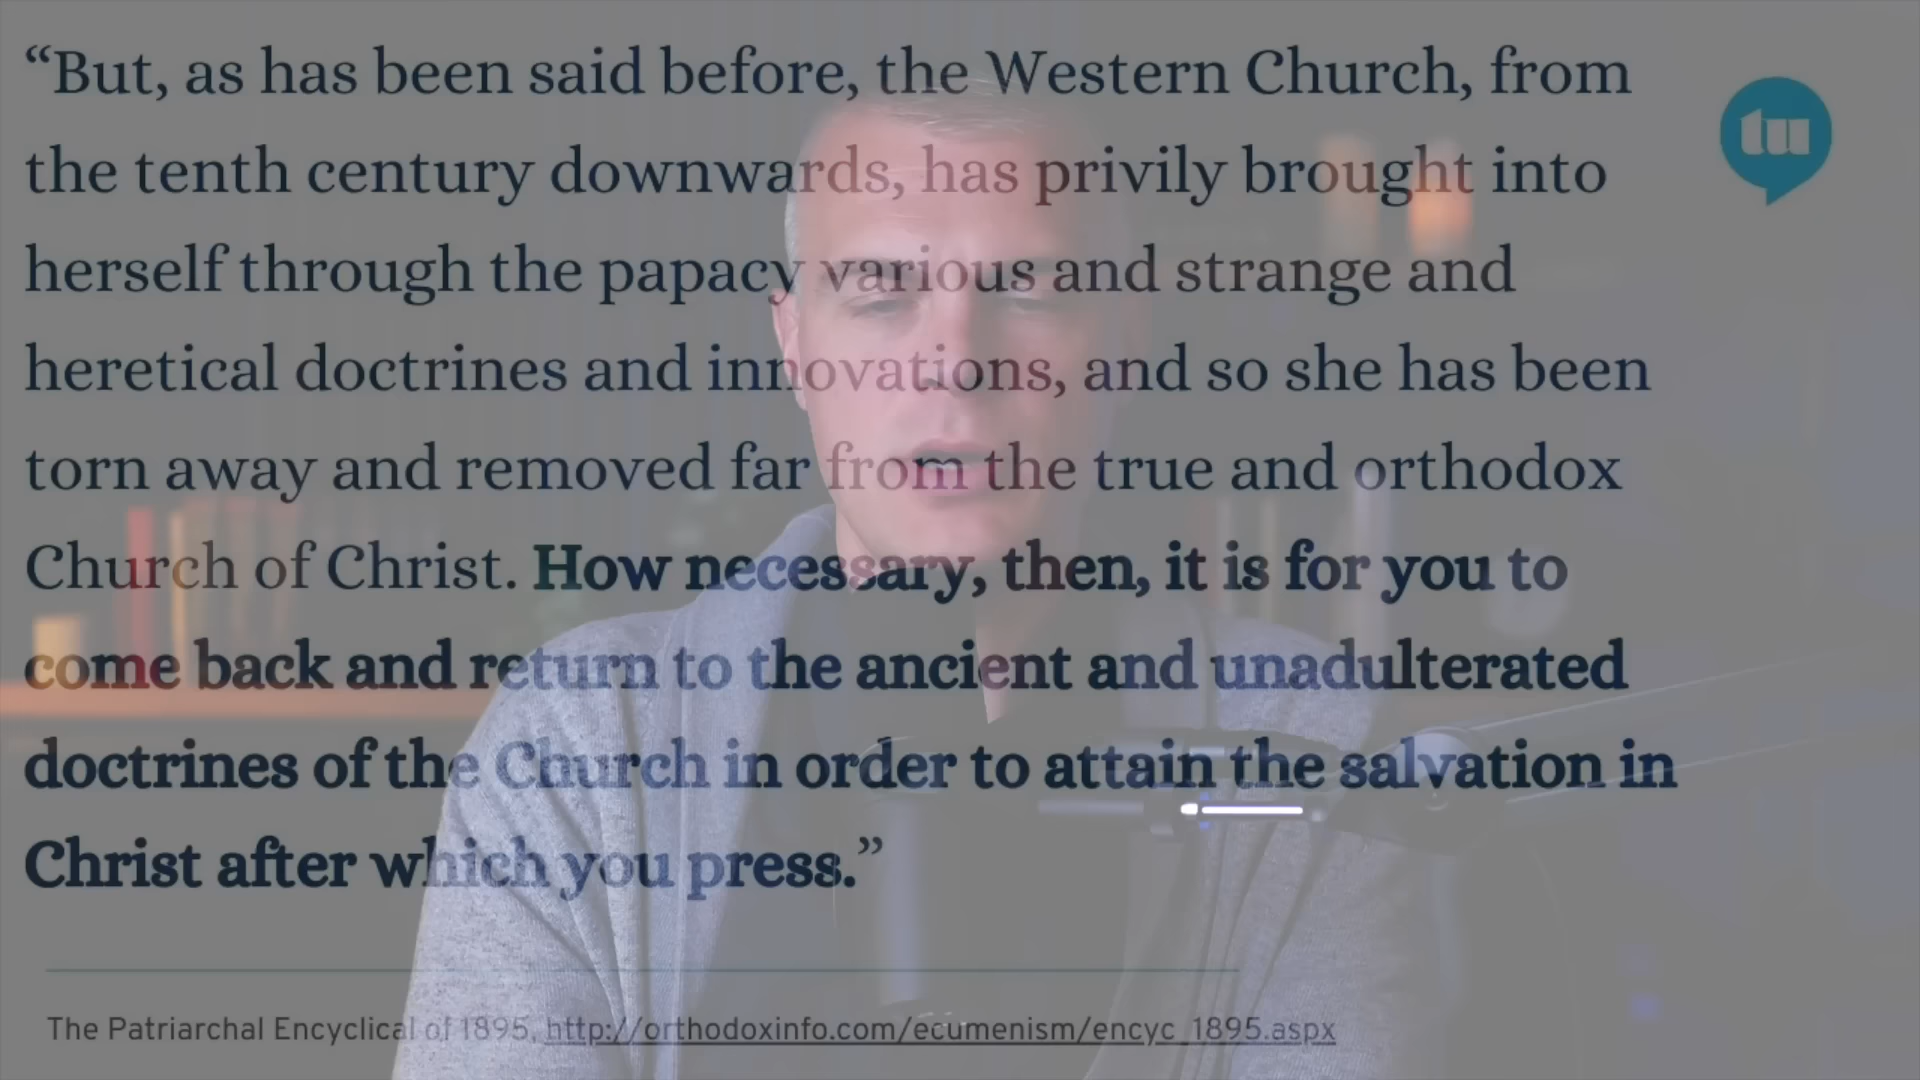 “But, as has been said before, the Western Church, from
the tenth century downwards, has privily brought into
herself through the papacy various and strange and
heretical doctrines and innovations, and so she has been
torn away and removed far from the true and orthodox
Church of Christ. How necessary, then, it is for you to
come back and return to the ancient and unadulterated
doctrines of the Church in order to attain the salvation in
Christ after which you press.”
The Patriarchal Encyclical of 1895, http://orthodoxinfo.com/ecumenism/encyc_1895.aspx